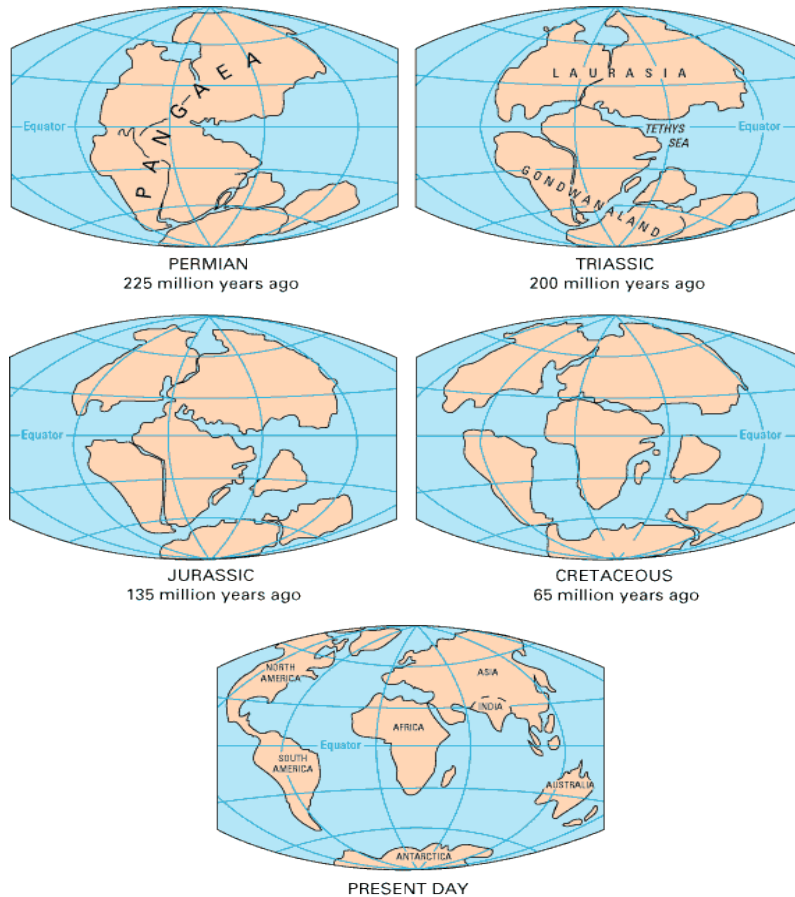 PANGAEA
Equator
PERMIAN
225 million years ago
LAURASIA
TETHYS
SEA
Equator
GONDWANALAND
TRIASSIC
200 million years ago
Equator
JURASSIC
135 million years ago
Equator
CRETACEOUS
65 million years ago
NORTH
AMERICA
ASIA
INDIA
AFRICA
Equator
SOUTH
AMERICA
AUSTRALIA
ANTARCTICA
PRESENT DAY